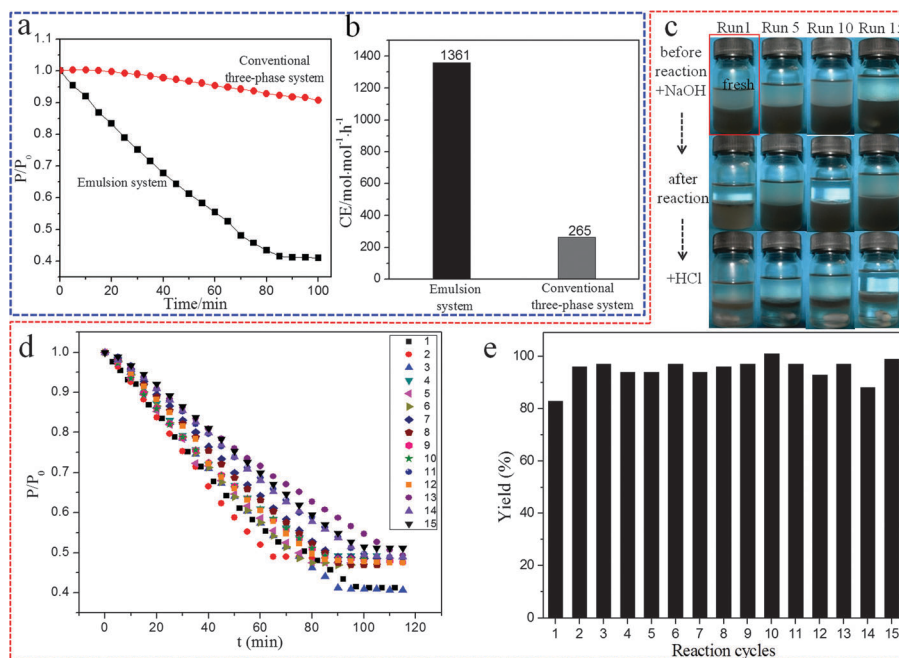 a
1.1
1.0
0.9
0.8
0.7
0.6
0.5
0.4
P/P₀
Conventional
three-phase system
Emulsion system
0 20 40 60 80 100
Time/min
b
1400
1200
1000
800
600
400
200
0
CE/mol·mol⁻¹·h⁻¹
1361
265
Emulsion
system
Conventional
three-phase system
c
Run1 Run 5 Run 10 Run 15
before
reaction
+NaOH
fresh
after
reaction
+HCl
d
1.0
0.9
0.8
0.7
0.6
0.5
0.4
P/P₀
0 20 40 60 80 100 120
t (min)
1
2
3
4
5
6
7
8
9
10
11
12
13
14
15
e
100
80
60
40
20
0
Yield (%)
1 2 3 4 5 6 7 8 9 10 11 12 13 14 15
Reaction cycles